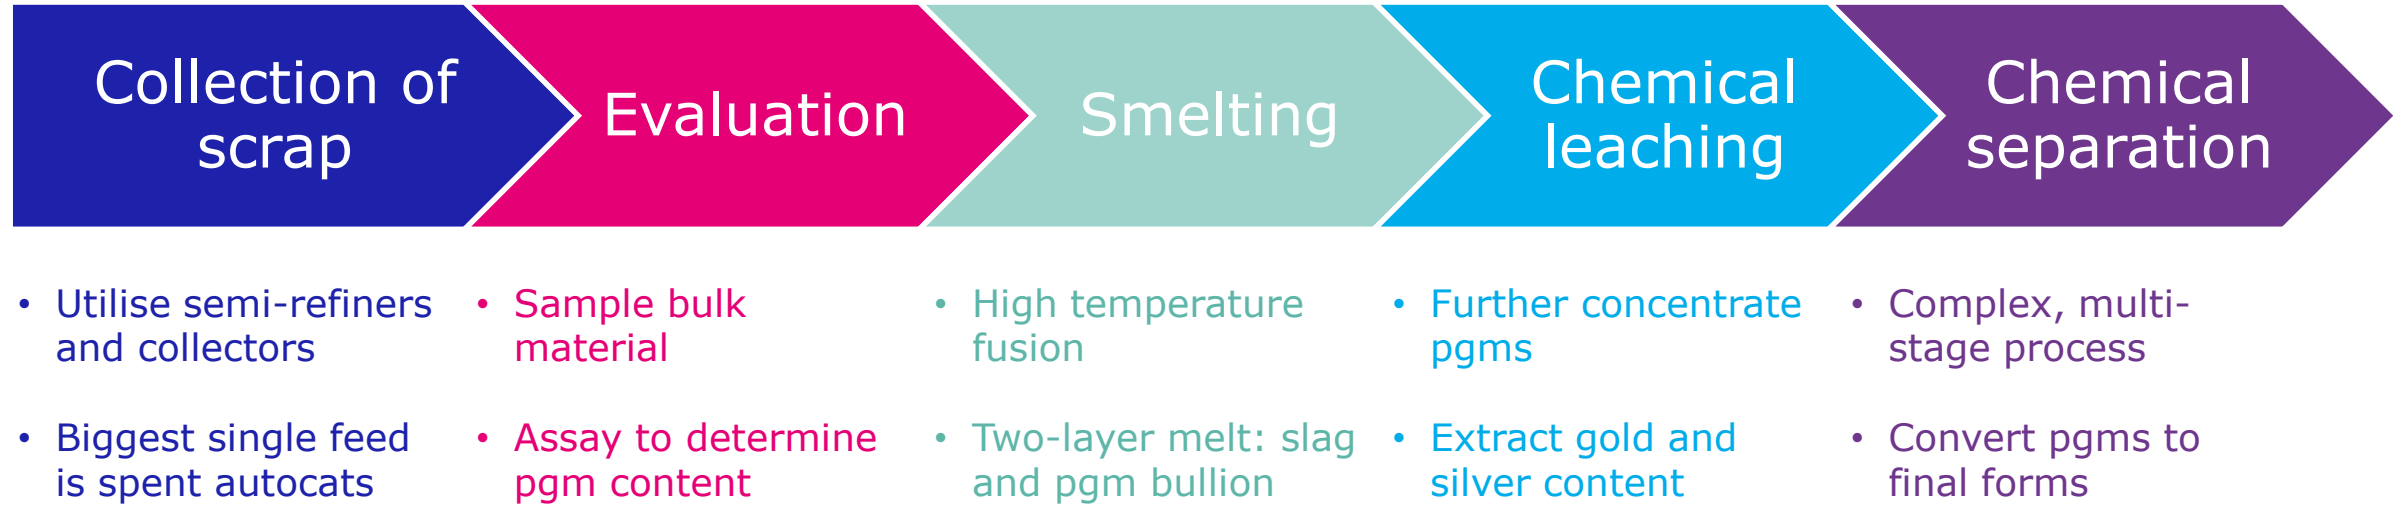 Collection of
scrap
Evaluation
Smelting
Chemical
leaching
Chemical
separation
• Utilise semi-refiners
and collectors
• Biggest single feed
is spent autocats
• Sample bulk
material
• Assay to determine
pgm content
• High temperature
fusion
• Two-layer melt: slag
and pgm bullion
• Further concentrate
pgms
• Extract gold and
silver content
• Complex, multi-
stage process
• Convert pgms to
final forms